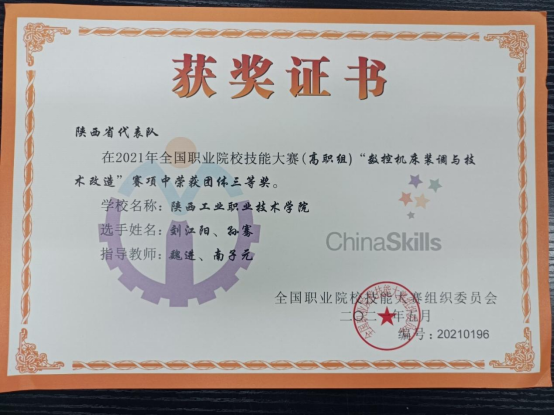 获奖证书
陕西省代表队
在2021年全国职业院校技能大赛(高职组)“数控机床装调与技
术改造”赛项中荣获团体三等奖。
学校名称：陕西工业职业技术学院
选手姓名：刘江阳、孙寡
指导教师：魏进、南子元
ChinaSkills
全国职业院校技能大赛组织委员会
二〇二一年五月
编号：20210196